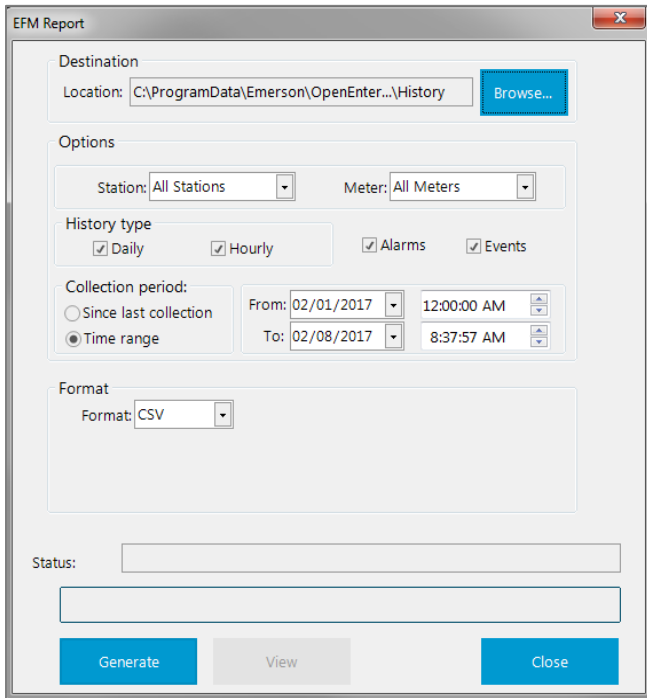 EFM Report
x
Destination
Location: C:\ProgramData\Emerson\OpenEnter...\History Browse...
Options
Station: All Stations Meter: All Meters
History type
Daily Hourly Alarms Events
Collection period:
Since last collection From: 02/01/2017 12:00:00 AM
Time range To: 02/08/2017 8:37:57 AM
Format
Format: CSV
Status:
Generate View Close